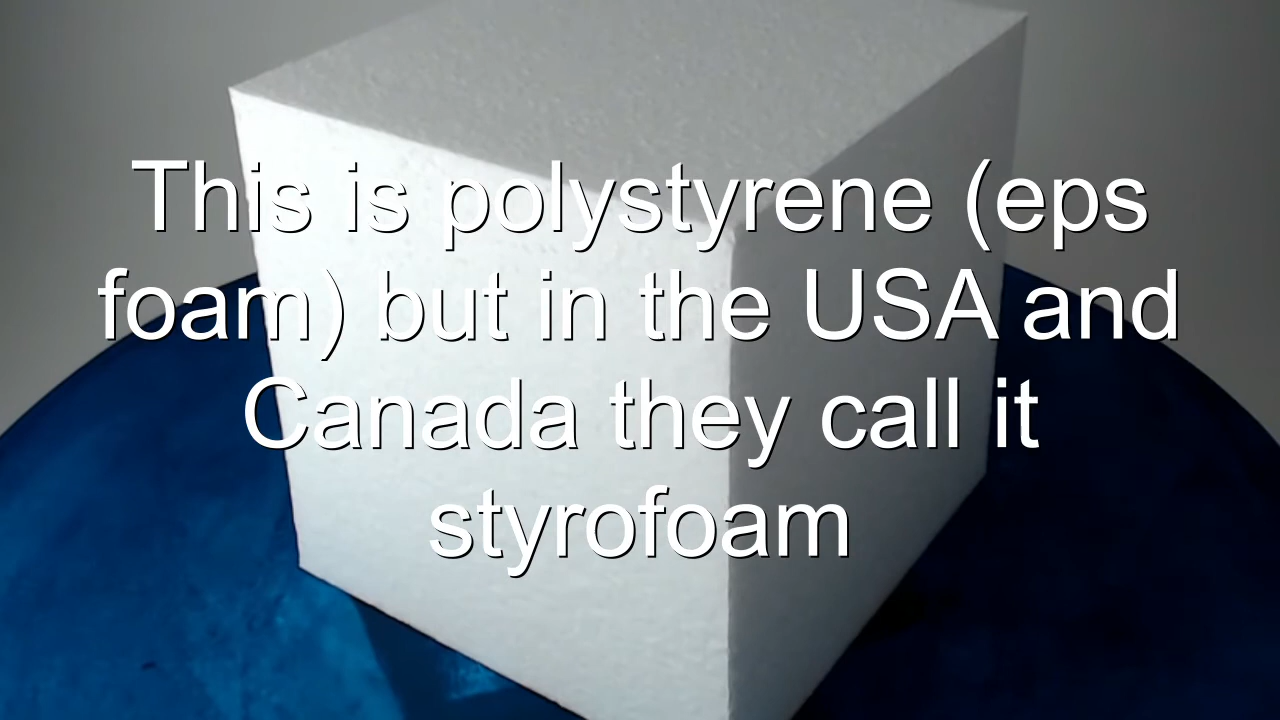 This is polystyrene (eps
foam) but in the USA and
Canada they call it
styrofoam